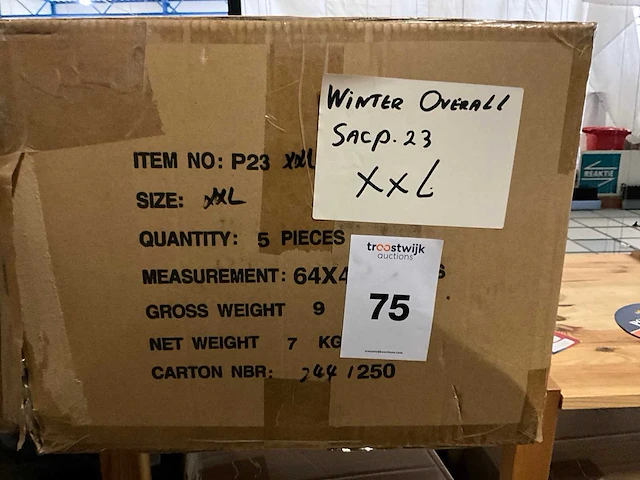 WINTER OVERALL
SACP. 23
XXL
ITEM NO: P23 XXL
SIZE: XXL
QUANTITY: 5 PIECES
MEASUREMENT: 64X4
GROSS WEIGHT 9
NET WEIGHT 7 KG
CARTON NBR: 244 / 250
troostwijk
auctions
75
REAKTIE